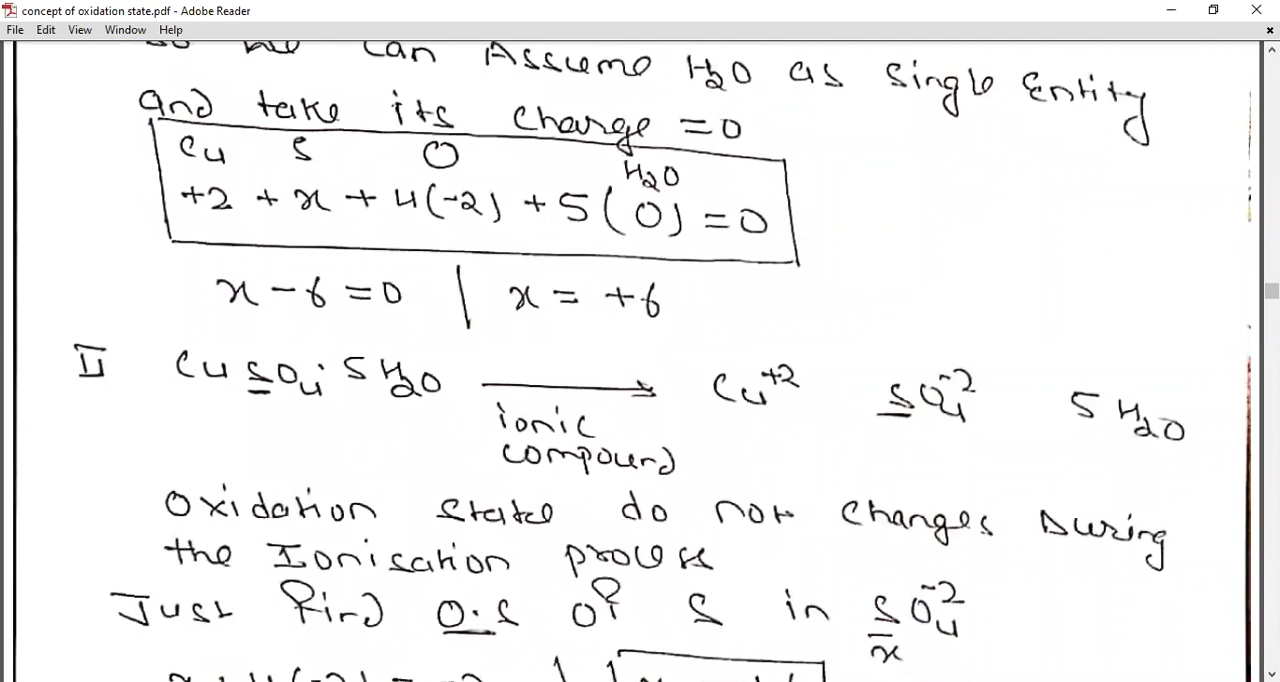 concept of oxidation state.pdf - Adobe Reader
File Edit View Window Help
can Assume H2O as single Entity
and take its charge = 0
Cu S O H2O
+2 + x + 4(-2) + 5(0) = 0
x - 6 = 0 | x = +6
II CuSO4·5H2O → Cu+2 SO4-2 5H2O
ionic
compound
Oxidation state do not changes During
the Ionisation process
Just find O.S of S in SO4-2
x